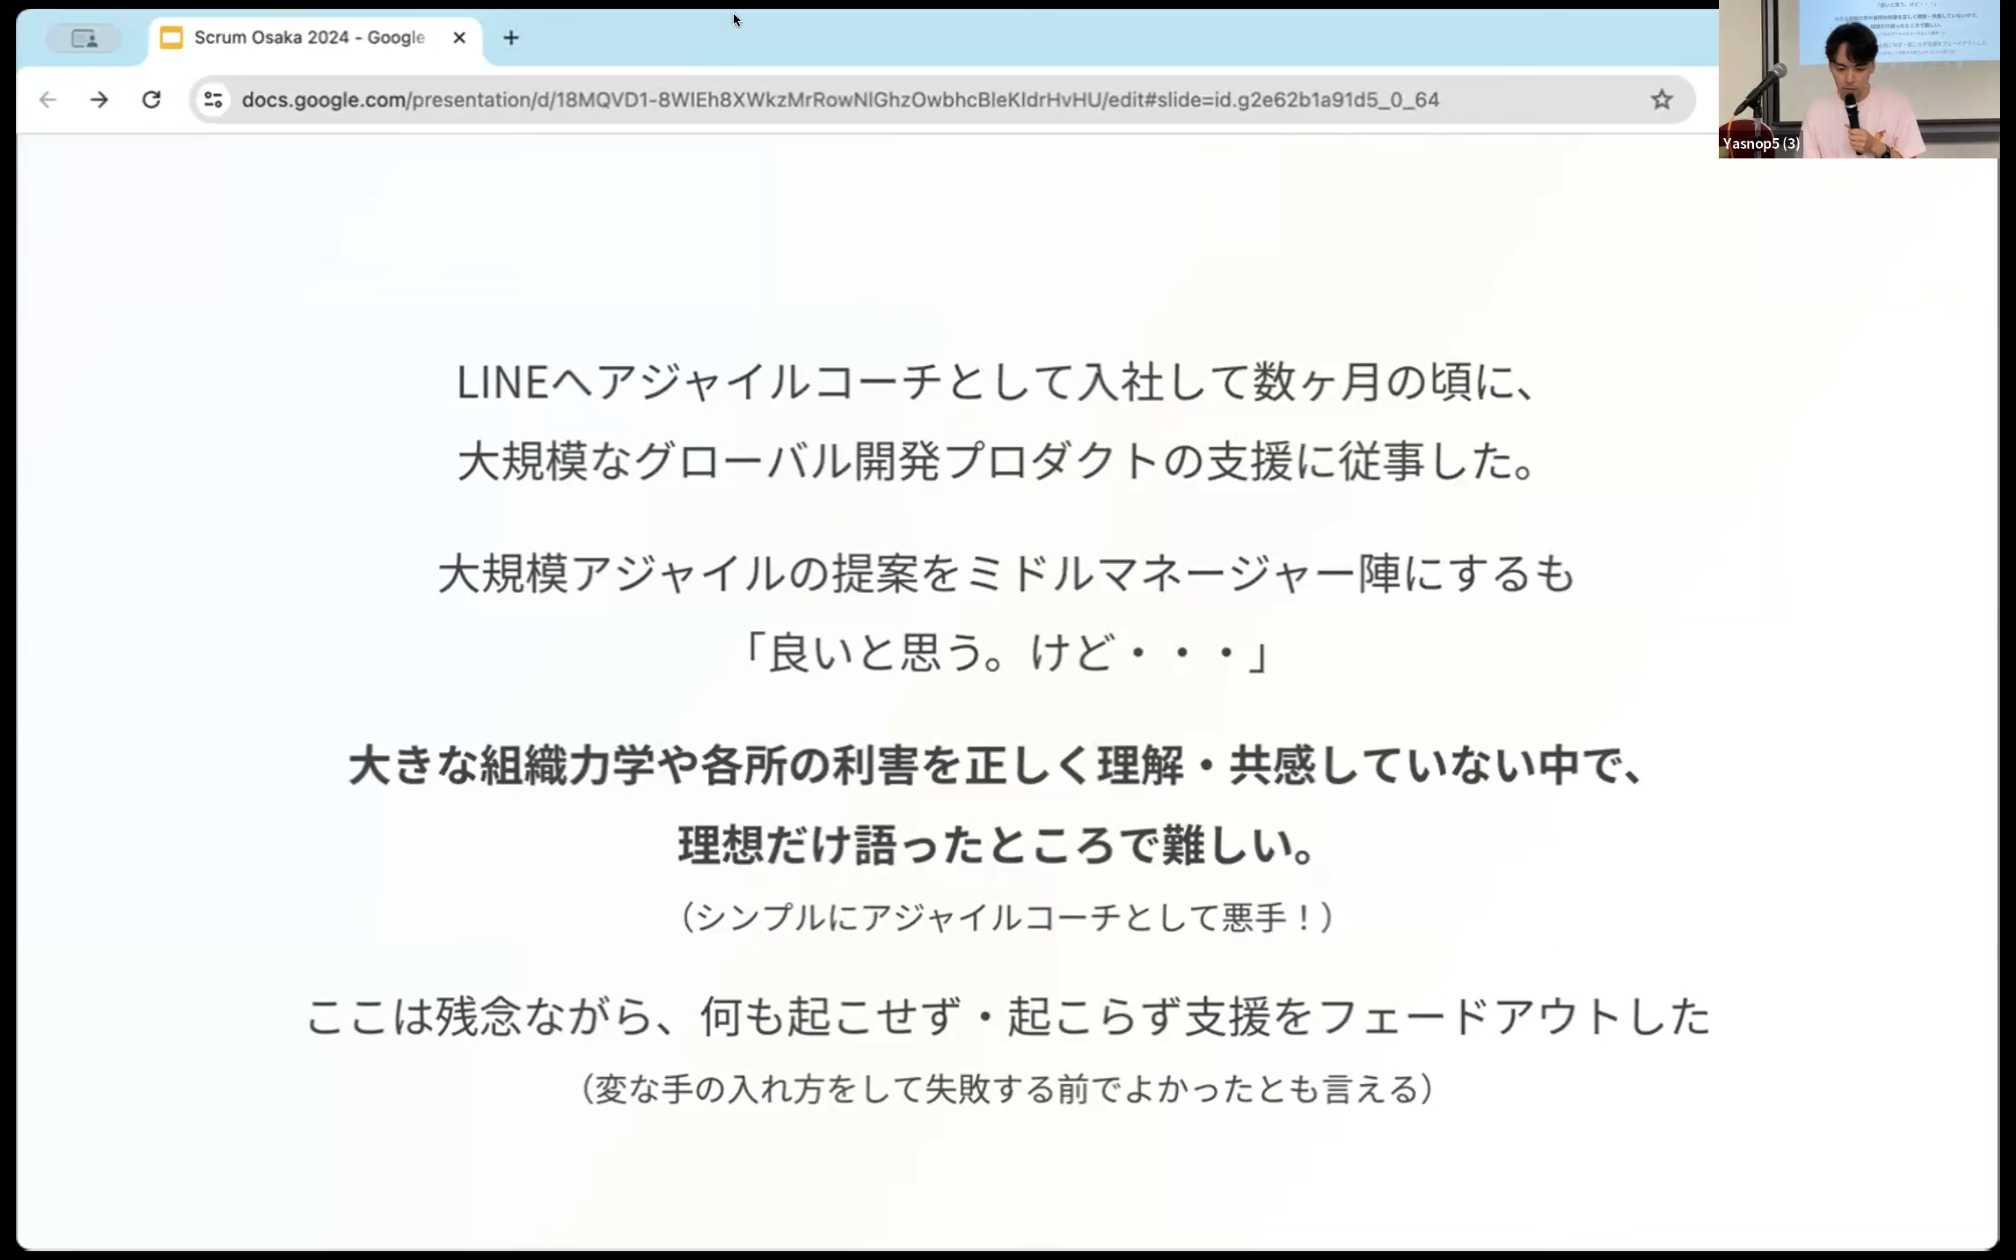 Scrum Osaka 2024 - Google
docs.google.com/presentation/d/18MQVD1-8WIEh8XWkzMrRowNlGhzOwbhcBleKIdrHvHU/edit#slide=id.g2e62b1a91d5_0_64
Yasnop5 (3)
LINEへアジャイルコーチとして入社して数ヶ月の頃に、
大規模なグローバル開発プロダクトの支援に従事した。
大規模アジャイルの提案をミドルマネージャー陣にするも
「良いと思う。けど・・・」
大きな組織力学や各所の利害を正しく理解・共感していない中で、
理想だけ語ったところで難しい。
（シンプルにアジャイルコーチとして悪手！）
ここは残念ながら、何も起こせず・起こらず支援をフェードアウトした
（変な手の入れ方をして失敗する前でよかったとも言える）